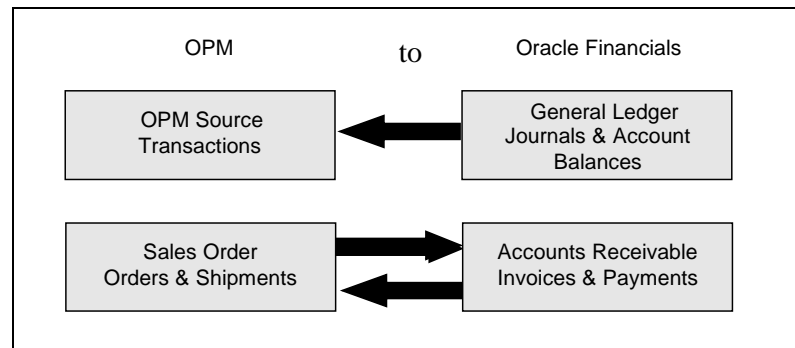 OPM to Oracle Financials
OPM Source
Transactions
General Ledger
Journals & Account
Balances
Sales Order
Orders & Shipments
Accounts Receivable
Invoices & Payments